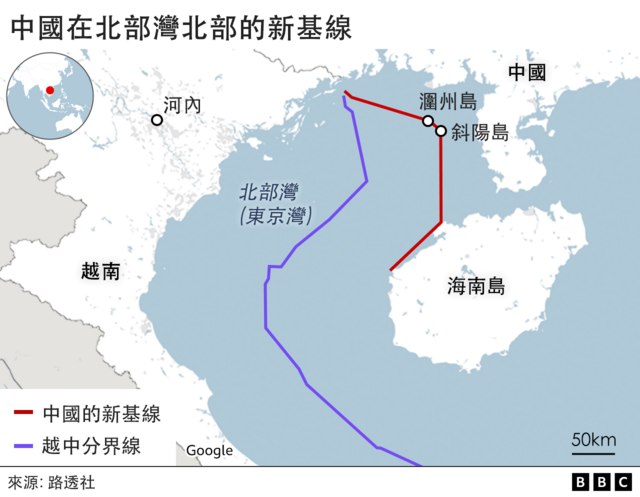 中國在北部灣北部的新基線
中國
潿州島
河內
斜陽島
北部灣
(東京灣)
越南
海南島
中國的新基線
越中分界線
Google
50km
來源: 路透社
BBC